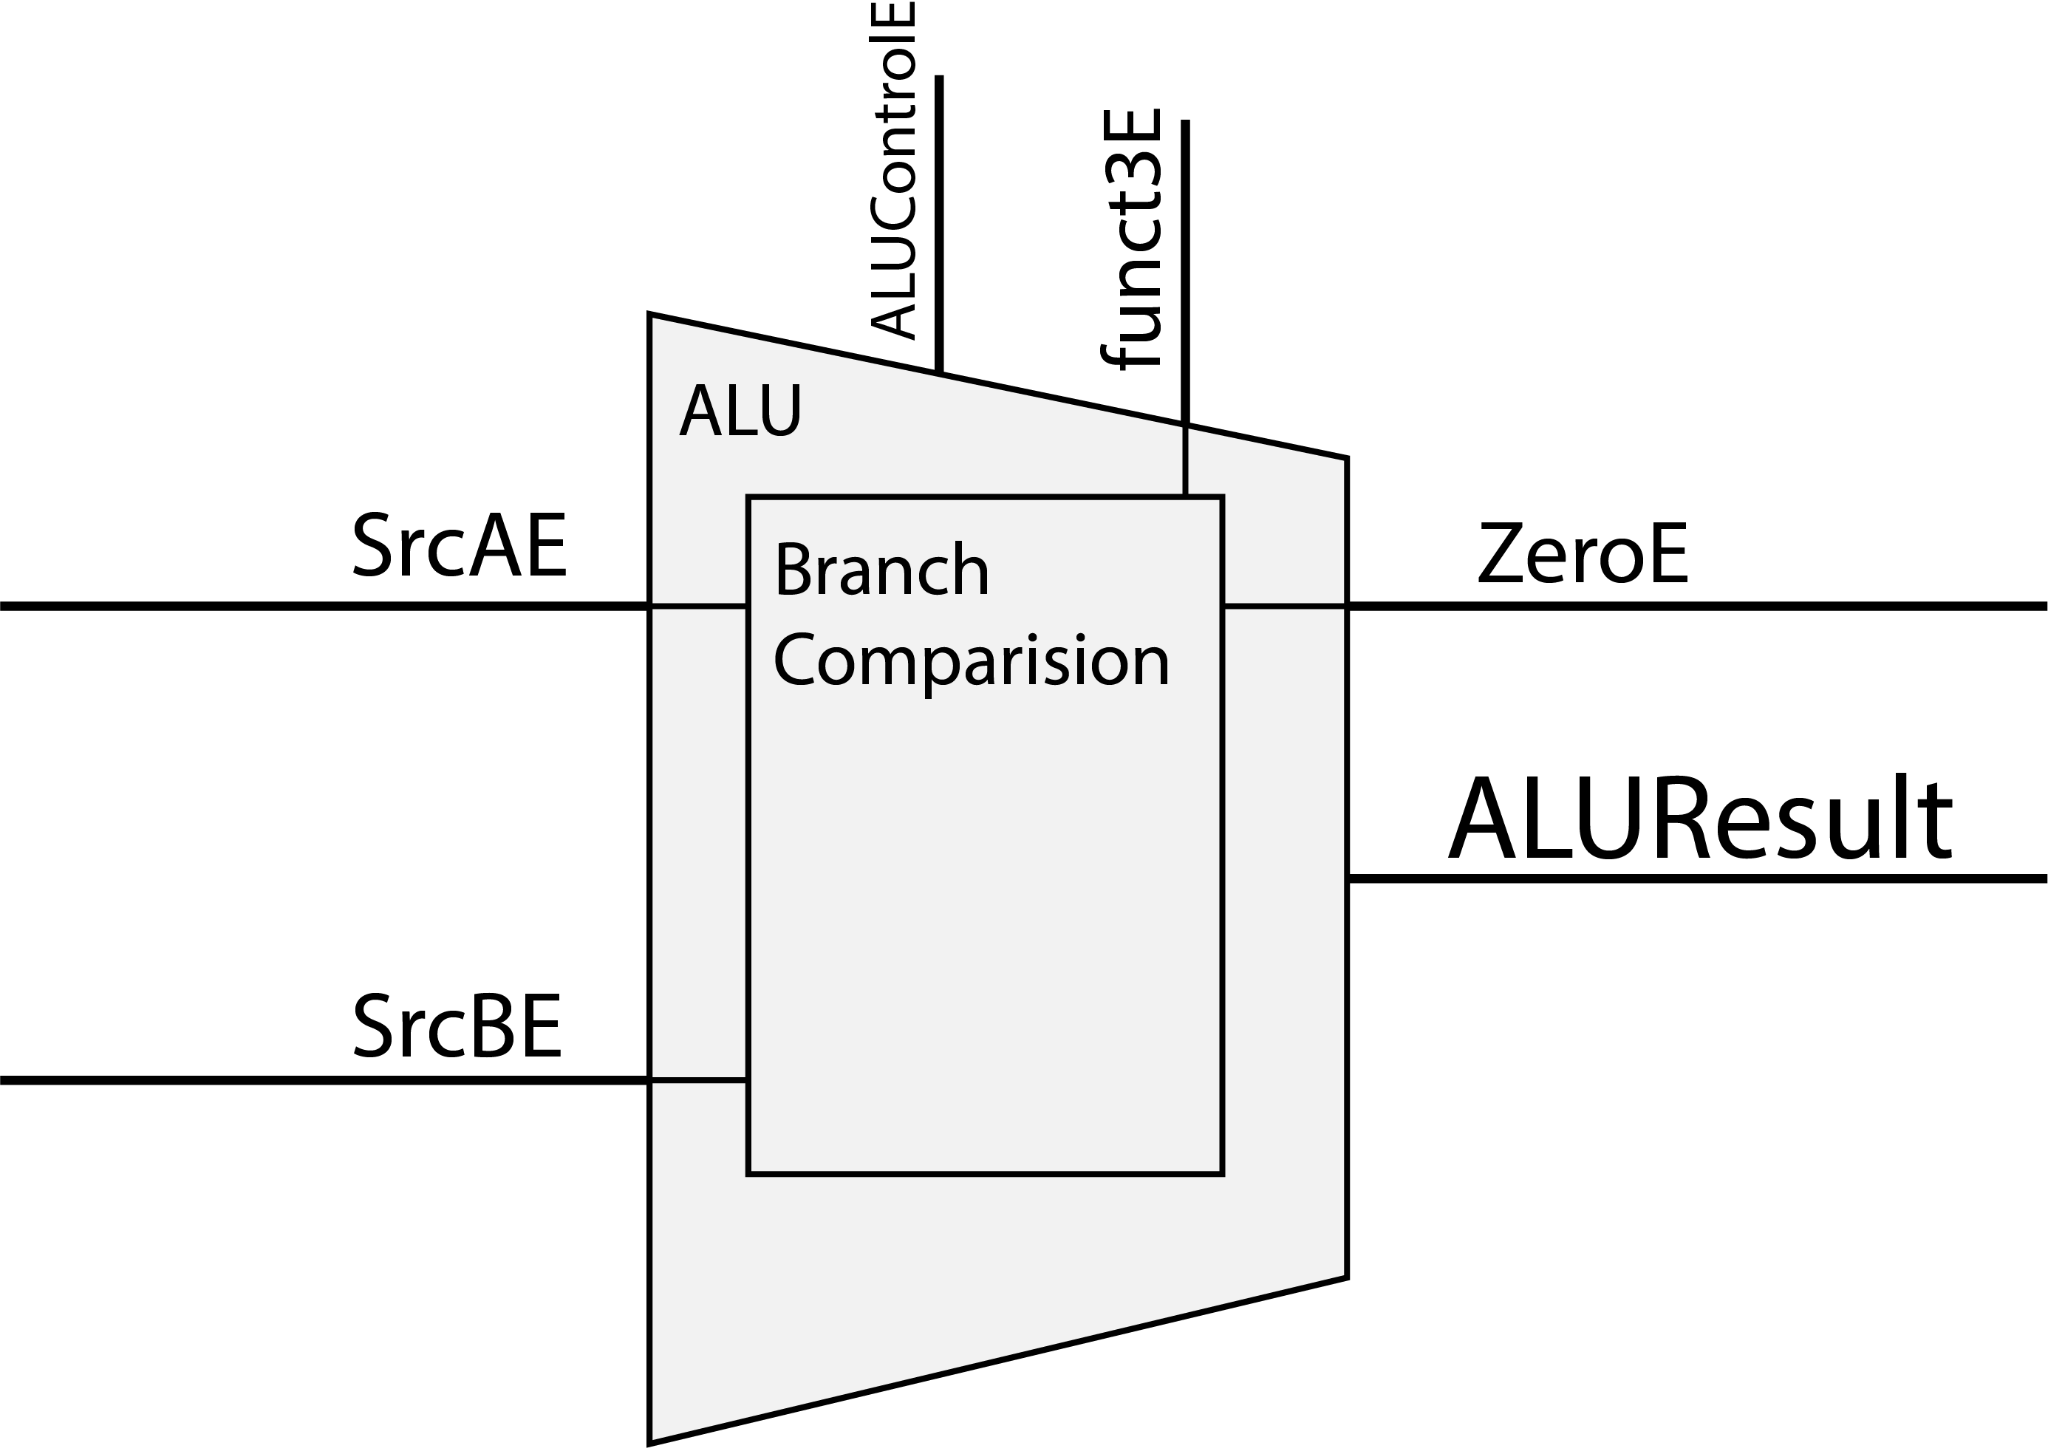 ALUControlE
funct3E
ALU
SrcAE
Branch
Comparision
ZeroE
ALUResult
SrcBE